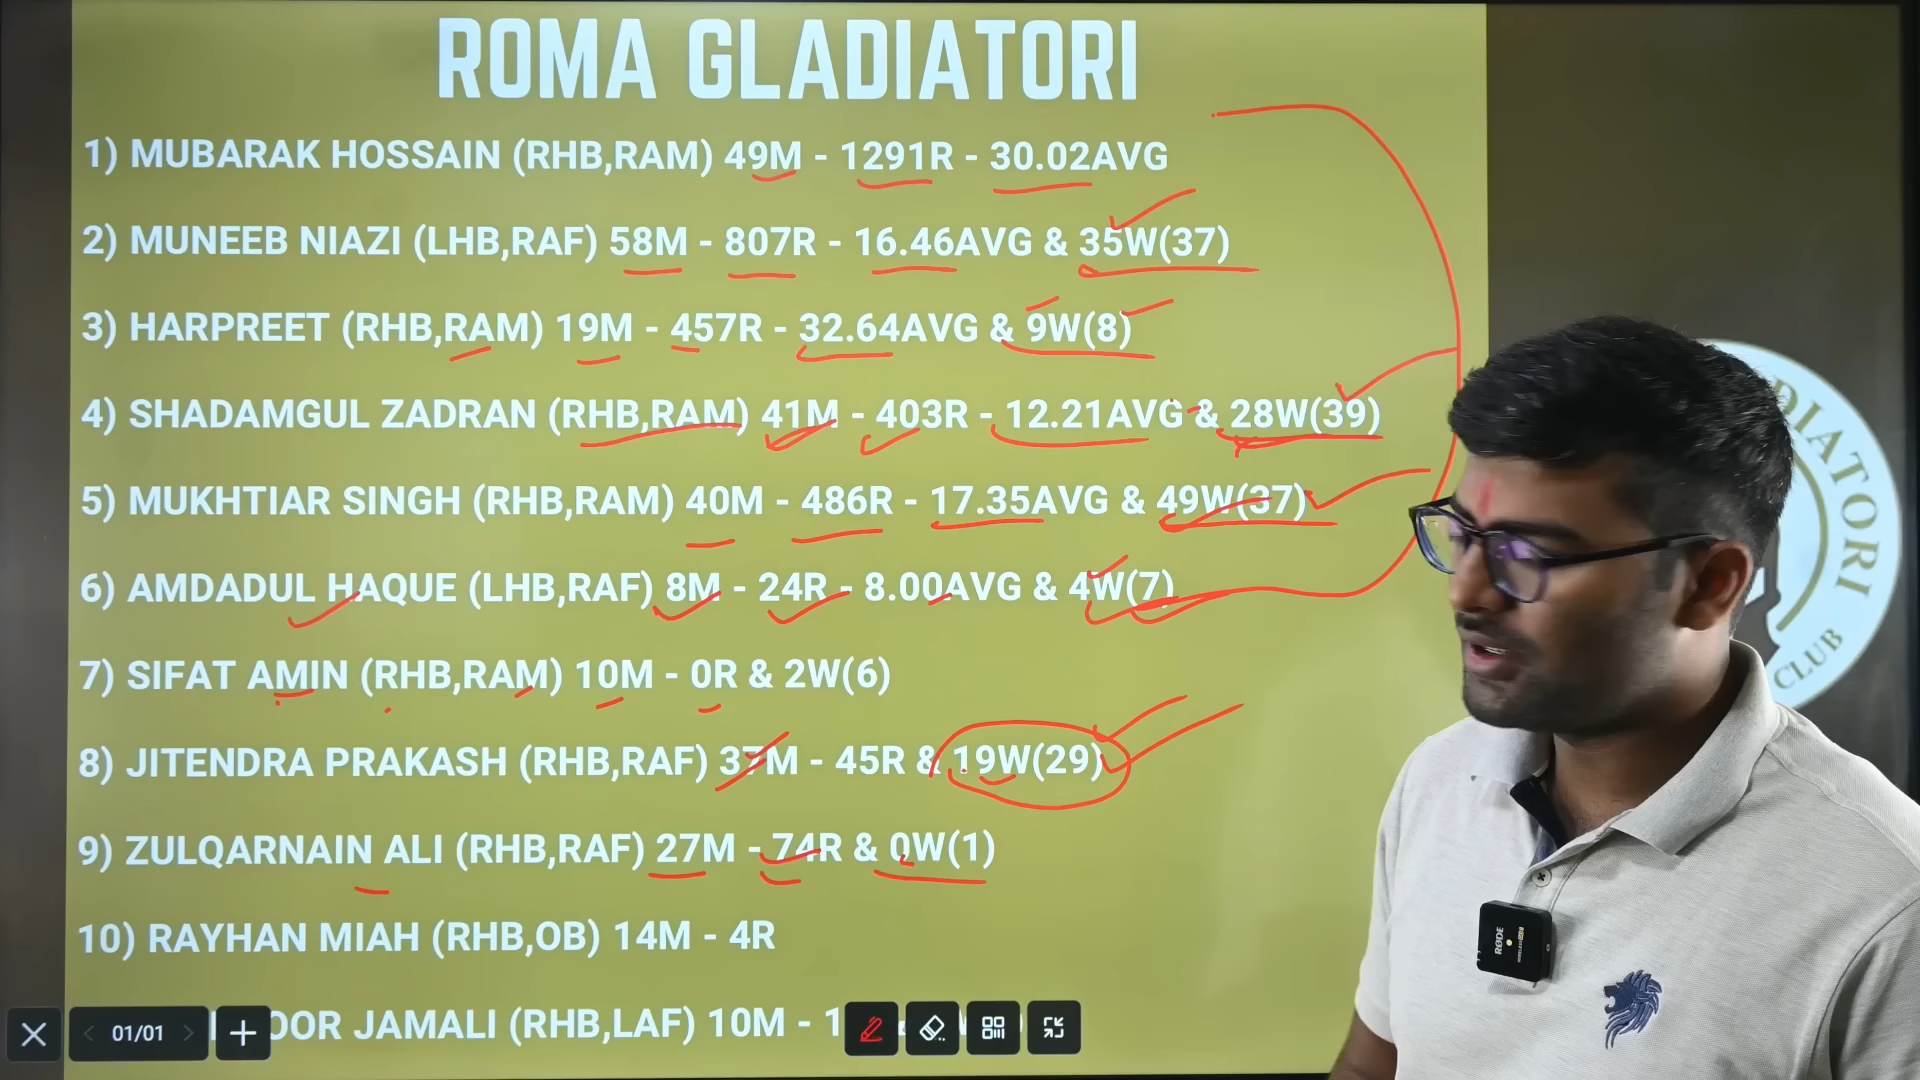 ROMA GLADIATORI
1) MUBARAK HOSSAIN (RHB,RAM) 49M - 1291R - 30.02AVG
2) MUNEEB NIAZI (LHB,RAF) 58M - 807R - 16.46AVG & 35W(37)
3) HARPREET (RHB,RAM) 19M - 457R - 32.64AVG & 9W(8)
4) SHADAMGUL ZADRAN (RHB,RAM) 41M - 403R - 12.21AVG & 28W(39)
5) MUKHTIAR SINGH (RHB,RAM) 40M - 486R - 17.35AVG & 49W(37)
6) AMDADUL HAQUE (LHB,RAF) 8M - 24R - 8.00AVG & 4W(7)
7) SIFAT AMIN (RHB,RAM) 10M - 0R & 2W(6)
8) JITENDRA PRAKASH (RHB,RAF) 37M - 45R & 19W(29)
9) ZULQARNAIN ALI (RHB,RAF) 27M - 74R & 0W(1)
10) RAYHAN MIAH (RHB,OB) 14M - 4R
OOR JAMALI (RHB,LAF) 10M - 1
01/01
DIATORI
CLUB
RØDE